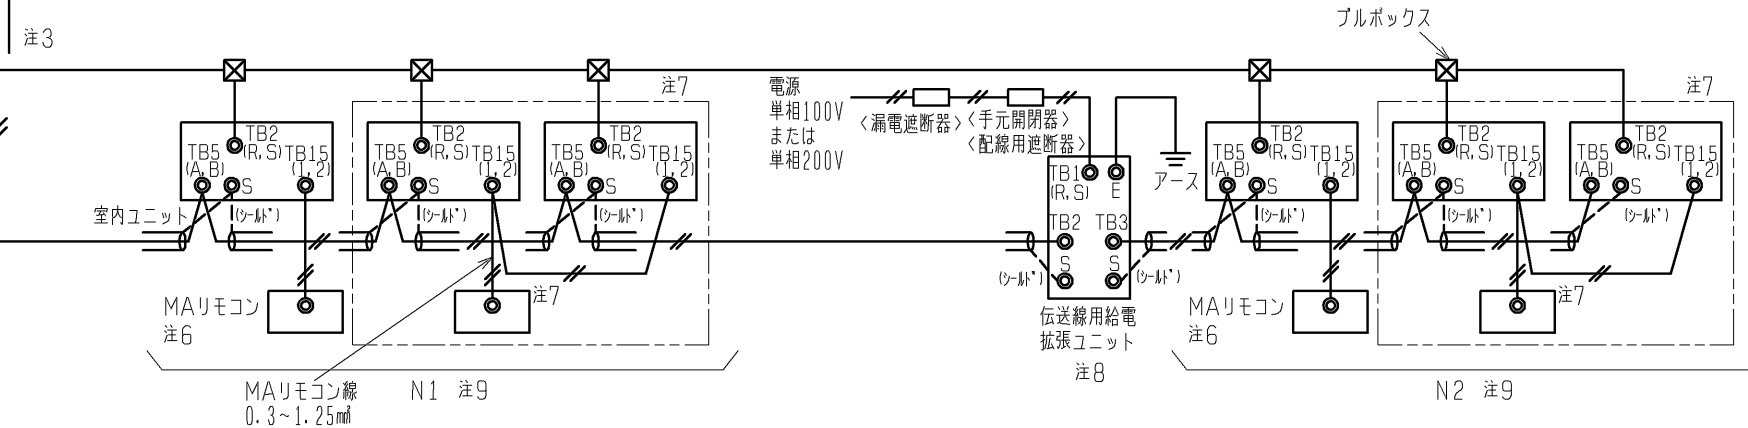 プルボックス
注3
注7
電源
単相100V
または
単相200V
<漏電遮断器>
<手元開閉器>
<配線用遮断器>
注7
TB2
(R,S)
TB5
(A,B)
TB15
(1,2)
S
(シールド)
TB2
(R,S)
TB5
(A,B)
TB15
(1,2)
S
(シールド)
TB2
(R,S)
TB5
(A,B)
TB15
(1,2)
S
(シールド)
室内ユニット
TB1
(R,S)
E
アース
TB2
TB3
S
S
(シールド)
(シールド)
TB2
(R,S)
TB5
(A,B)
TB15
(1,2)
S
(シールド)
TB2
(R,S)
TB5
(A,B)
TB15
(1,2)
S
(シールド)
TB2
(R,S)
TB5
(A,B)
TB15
(1,2)
S
(シールド)
MAリモコン
注6
注7
伝送線用給電
拡張ユニット
注8
MAリモコン
注6
注7
MAリモコン線
0.3~1.25㎟
N1 注9
N2 注9